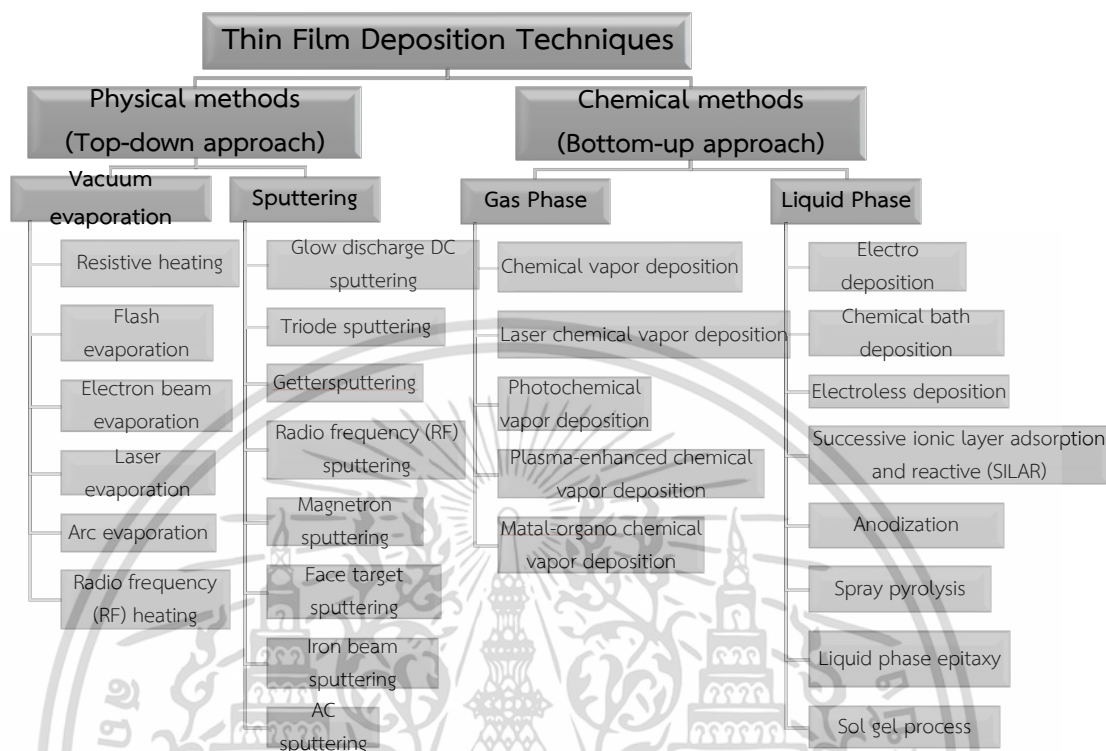 Thin Film Deposition Techniques
Physical methods
(Top-down approach)
Chemical methods
(Bottom-up approach)
Vacuum
evaporation
Resistive heating
Flash
evaporation
Electron beam
evaporation
Laser
evaporation
Arc evaporation
Radio frequency
(RF) heating
Sputtering
Glow discharge DC
sputtering
Triode sputtering
Gettersputtering
Radio frequency (RF)
sputtering
Magnetron
sputtering
Face target
sputtering
Iron beam
sputtering
AC
sputtering
Gas Phase
Chemical vapor deposition
Laser chemical vapor deposition
Photochemical
vapor deposition
Plasma-enhanced chemical
vapor deposition
Matal-organo chemical
vapor deposition
Liquid Phase
Electro
deposition
Chemical bath
deposition
Electroless deposition
Successive ionic layer adsorption
and reactive (SILAR)
Anodization
Spray pyrolysis
Liquid phase epitaxy
Sol gel process